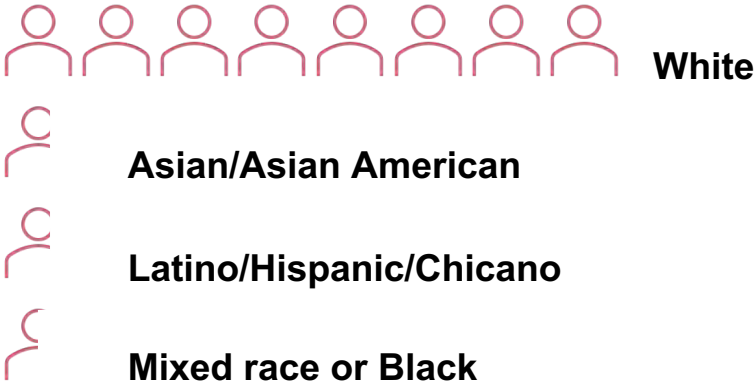 White
Asian/Asian American
Latino/Hispanic/Chicano
Mixed race or Black